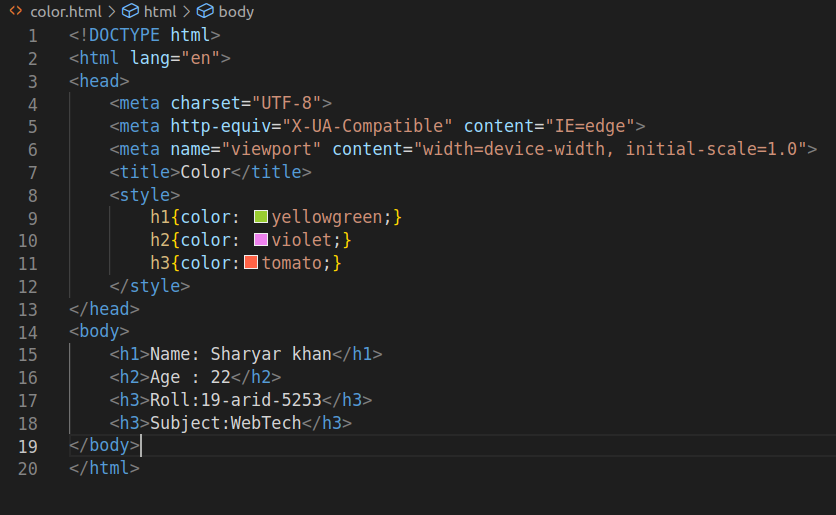 color.html > html > body
1 <!DOCTYPE html>
2 <html lang="en">
3 <head>
4     <meta charset="UTF-8">
5     <meta http-equiv="X-UA-Compatible" content="IE=edge">
6     <meta name="viewport" content="width=device-width, initial-scale=1.0">
7     <title>Color</title>
8     <style>
9         h1{color: yellowgreen;}
10         h2{color: violet;}
11         h3{color:tomato;}
12     </style>
13 </head>
14 <body>
15     <h1>Name: Sharyar khan</h1>
16     <h2>Age : 22</h2>
17     <h3>Roll:19-arid-5253</h3>
18     <h3>Subject:WebTech</h3>
19 </body>
20 </html>